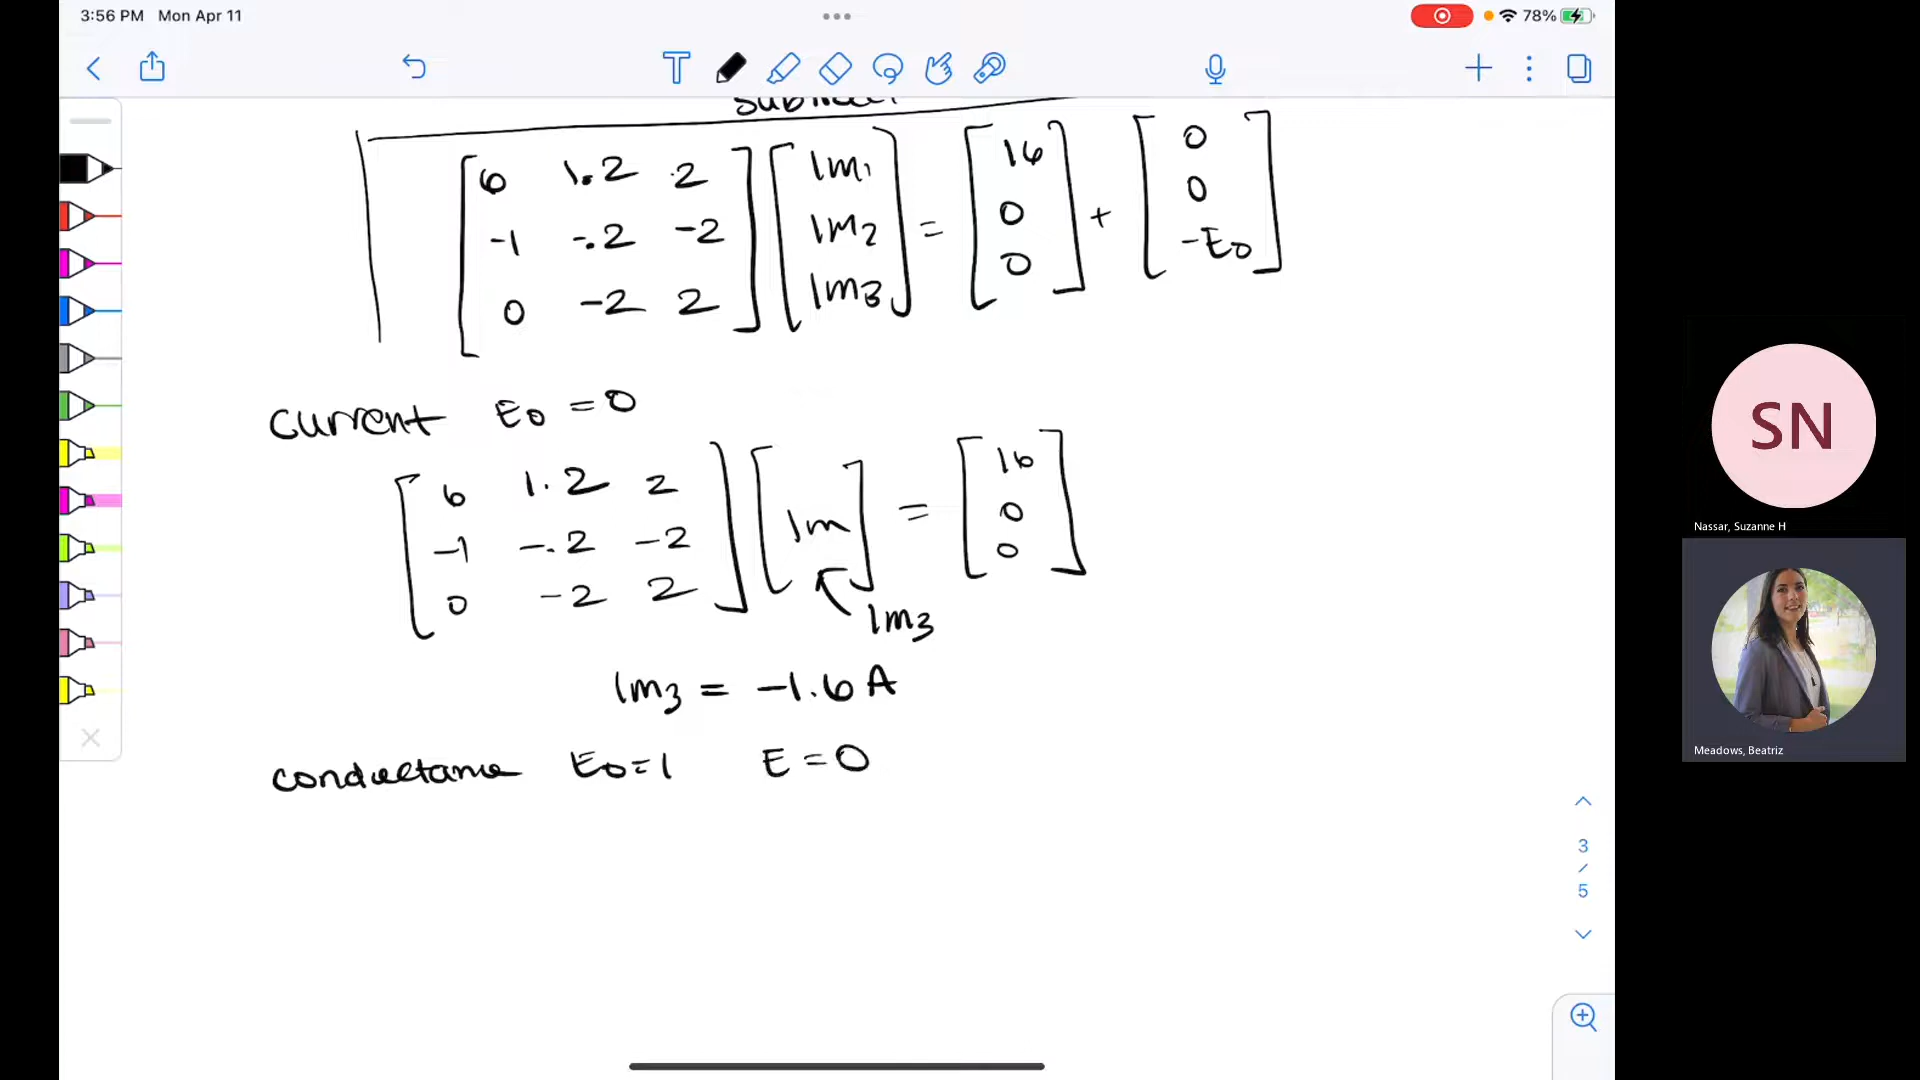 3:56 PM Mon Apr 11
78%
[6 1.2 2] [Im1] = [16] + [0]
[-1 -.2 -2] [Im2] [0] [0]
[0 -2 2] [Im3] [0] [-Eo]
current Eo = 0
[6 1.2 2] [Im] = [16]
[-1 -.2 -2] [0]
[0 -2 2] [0]
Im3
Im3 = -1.6 A
conductance Eo=1 E = 0
3
/
5
SN
Nassar, Suzanne H
Meadows, Beatriz